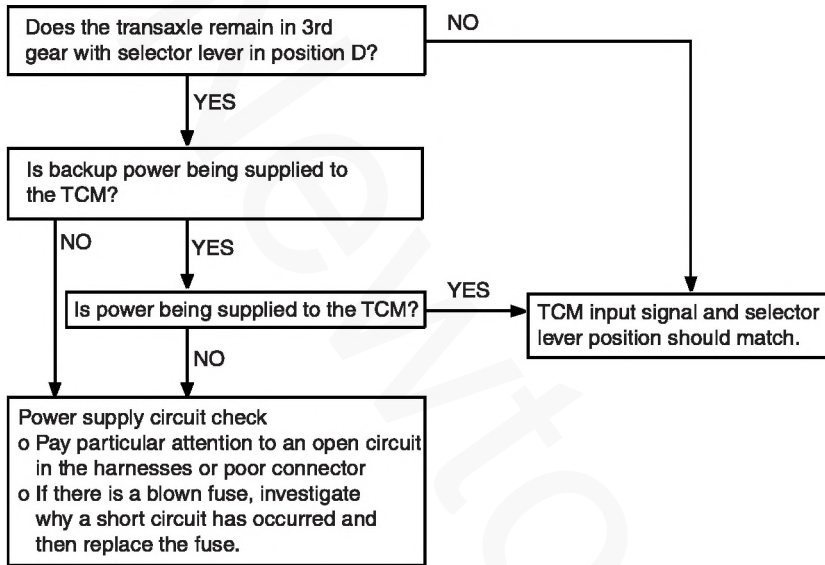 Does the transaxle remain in 3rd
gear with selector lever in position D?
NO
YES
Is backup power being supplied to
the TCM?
NO
YES
Is power being supplied to the TCM?
YES
TCM input signal and selector
lever position should match.
NO
Power supply circuit check
o Pay particular attention to an open circuit
in the harnesses or poor connector
o If there is a blown fuse, investigate
why a short circuit has occurred and
then replace the fuse.